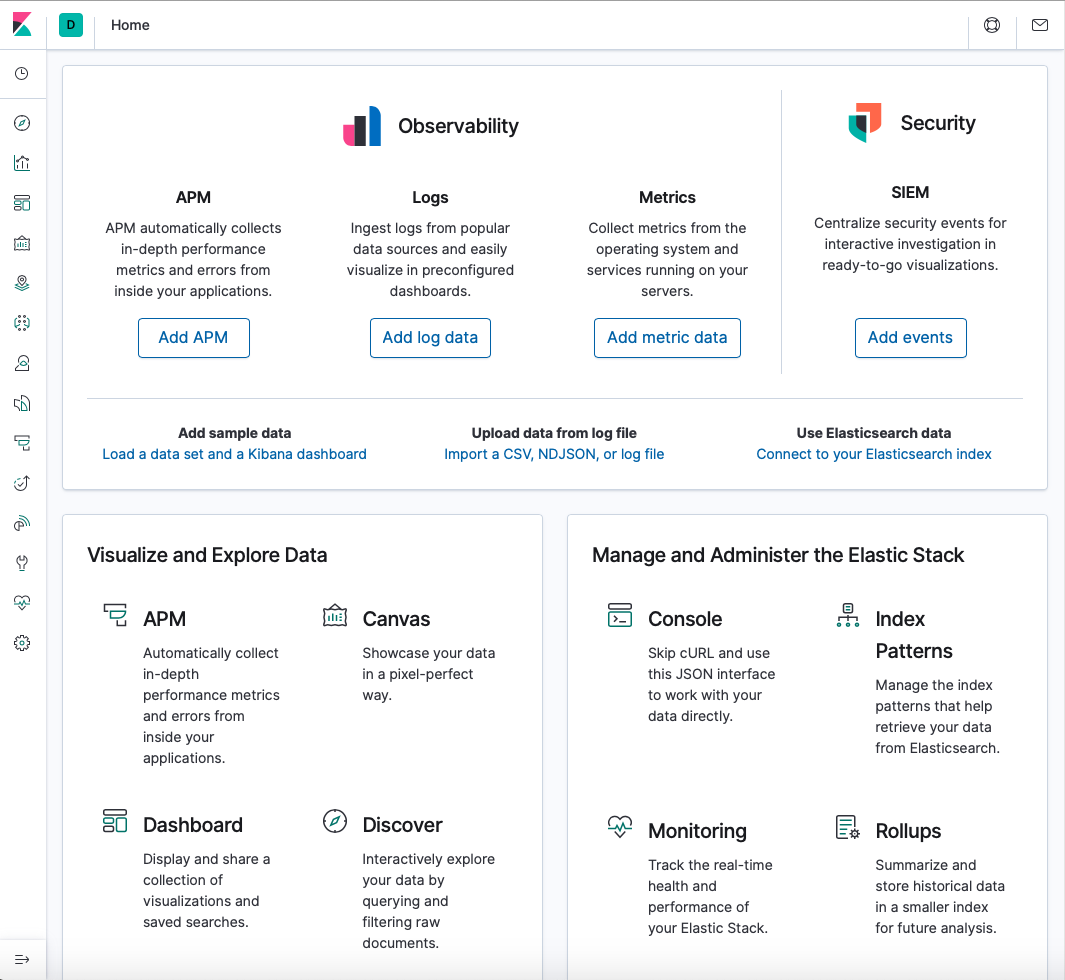 D
Home
Observability
Security
APM
APM automatically collects
in-depth performance
metrics and errors from
inside your applications.
Add APM
Logs
Ingest logs from popular
data sources and easily
visualize in preconfigured
dashboards.
Add log data
Metrics
Collect metrics from the
operating system and
services running on your
servers.
Add metric data
SIEM
Centralize security events for
interactive investigation in
ready-to-go visualizations.
Add events
Add sample data
Load a data set and a Kibana dashboard
Upload data from log file
Import a CSV, NDJSON, or log file
Use Elasticsearch data
Connect to your Elasticsearch index
Visualize and Explore Data
APM
Automatically collect
in-depth
performance metrics
and errors from
inside your
applications.
Canvas
Showcase your data
in a pixel-perfect
way.
Dashboard
Display and share a
collection of
visualizations and
saved searches.
Discover
Interactively explore
your data by
querying and
filtering raw
documents.
Manage and Administer the Elastic Stack
Console
Skip cURL and use
this JSON interface
to work with your
data directly.
Index
Patterns
Manage the index
patterns that help
retrieve your data
from Elasticsearch.
Monitoring
Track the real-time
health and
performance of
your Elastic Stack.
Rollups
Summarize and
store historical data
in a smaller index
for future analysis.